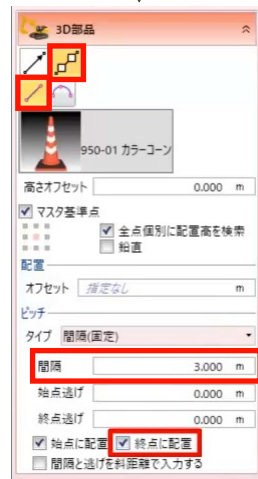 3D部品
950-01 カラーコーン
高さオフセット 0.000 m
マスタ基準点
全点個別に配置高を検索
鉛直
配置
オフセット 指定なし m
ピッチ
タイプ 間隔(固定)
間隔 3.000 m
始点逃げ 0.000 m
終点逃げ 0.000 m
始点に配置 終点に配置
間隔と逃げを斜距離で入力する